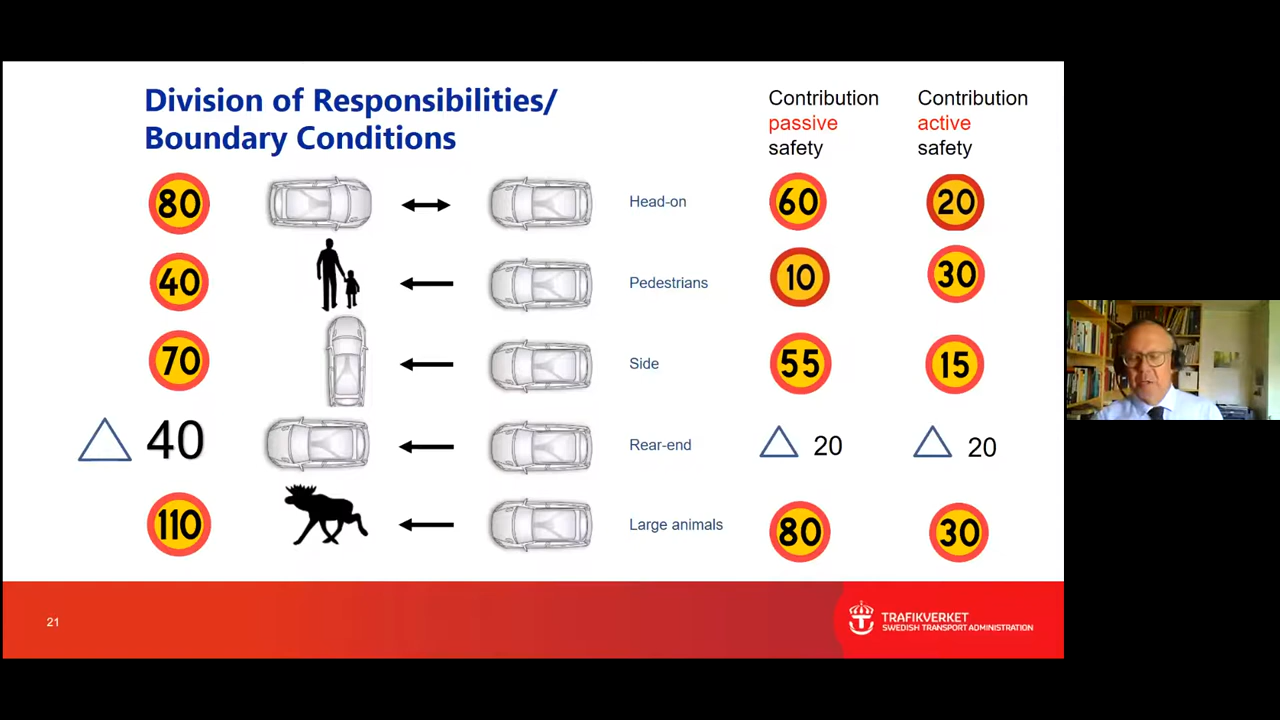 Division of Responsibilities/
Boundary Conditions
Contribution
passive
safety
Contribution
active
safety
80
Head-on
60
20
40
Pedestrians
10
30
70
Side
55
15
40
Rear-end
20
20
110
Large animals
80
30
21
TRAFIKVERKET
SWEDISH TRANSPORT ADMINISTRATION